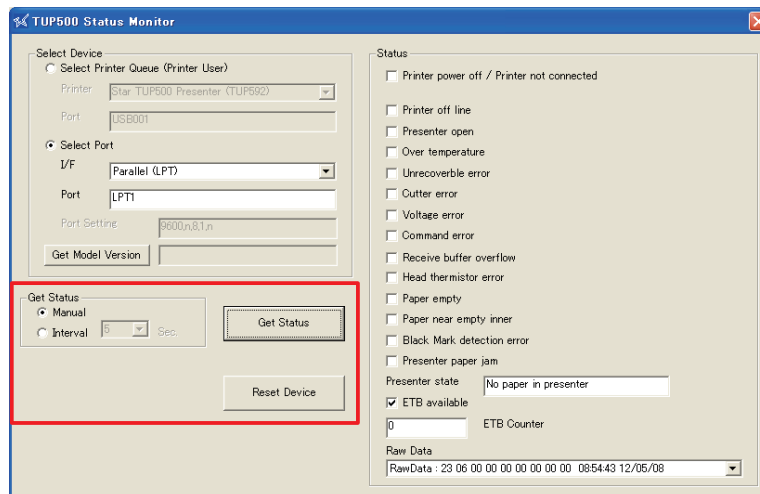 TUP500 Status Monitor
Select Device
Select Printer Queue (Printer User)
Printer
Star TUP500 Presenter (TUP592)
Port
USB001
Select Port
I/F
Parallel (LPT)
Port
LPT1
Port Setting
9600,n,8,1,n
Get Model Version
Get Status
Manual
Interval
5
Sec.
Get Status
Reset Device
Status
Printer power off / Printer not connected
Printer off line
Presenter open
Over temperature
Unrecoverble error
Cutter error
Voltage error
Command error
Receive buffer overflow
Head thermistor error
Paper empty
Paper near empty inner
Black Mark detection error
Presenter paper jam
Presenter state
No paper in presenter
ETB available
0
ETB Counter
Raw Data
RawData : 23 06 00 00 00 00 00 00 00 08:54:43 12/05/08